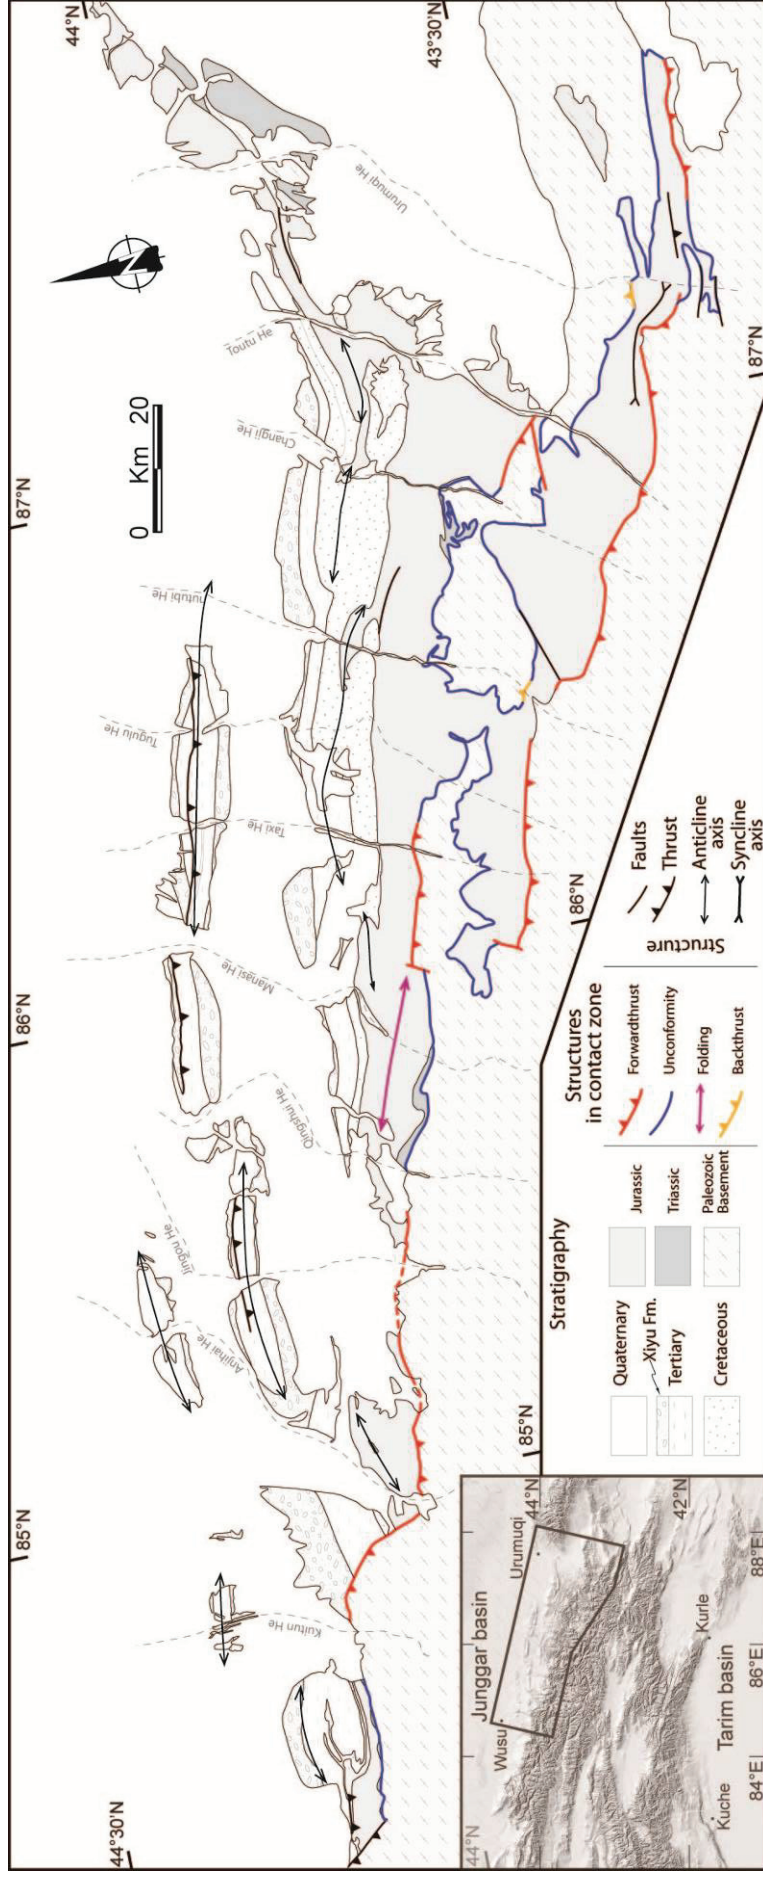 44°N
43°30'N
Urumuqi He
Toutu He
Changji He
0 Km 20
N
87°N
87°N
utubi He
Tugulu He
Taxi He
Manasi He
86°N
86°N
Qingshui He
Jingou He
Anjihai He
85°N
85°N
Kuitun He
44°30'N
Stratigraphy
Quaternary
Xiyu Fm.
Tertiary
Cretaceous
Jurassic
Triassic
Paleozoic
Basement
Structures
in contact zone
Forwardthrust
Unconformity
Folding
Backthrust
Structure
Faults
Thrust
Anticline
axis
Syncline
axis
Junggar basin
Wusu
Urumuqi
44°N
44°N
42°N
Kurle
Kuche
Tarim basin
84°E
86°E
88°E